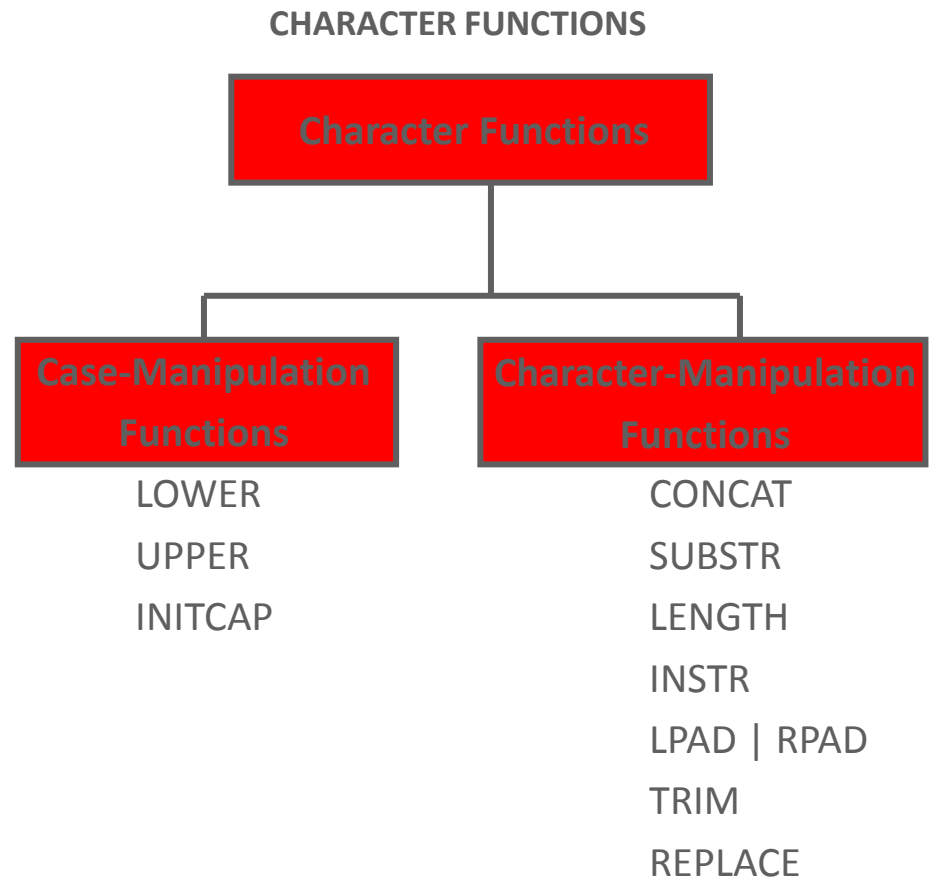 CHARACTER FUNCTIONS
Character Functions
Case-Manipulation
Functions
LOWER
UPPER
INITCAP
Character-Manipulation
Functions
CONCAT
SUBSTR
LENGTH
INSTR
LPAD | RPAD
TRIM
REPLACE